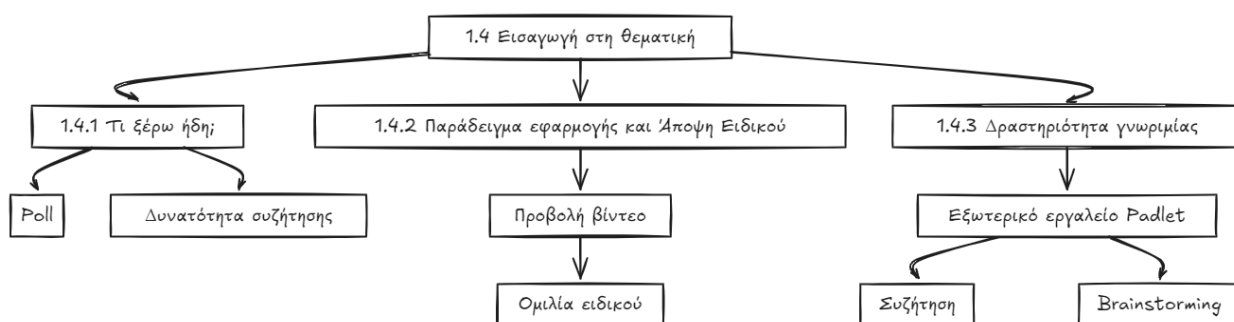 1.4 Εισαγωγή στη θεματική
1.4.1 Τι ξέρω ήδη;
1.4.2 Παράδειγμα εφαρμογής και Άποψη Ειδικού
1.4.3 Δραστηριότητα γνωριμίας
Poll
Δυνατότητα συζήτησης
Προβολή βίντεο
Εξωτερικό εργαλείο Padlet
Ομιλία ειδικού
Συζήτηση
Brainstorming